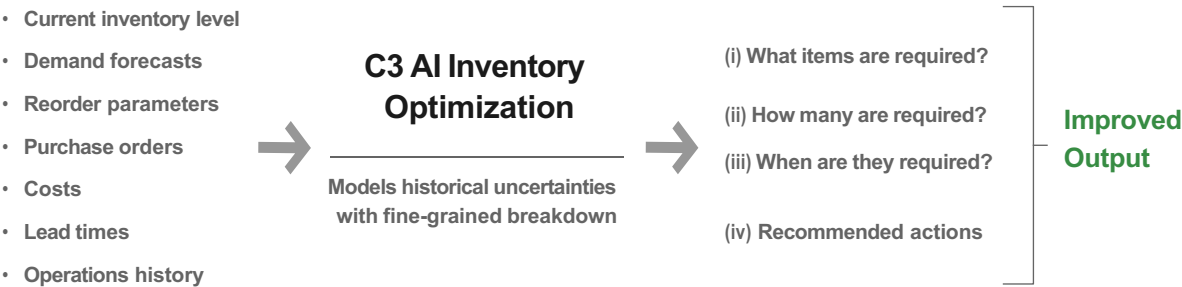 • Current inventory level
• Demand forecasts
• Reorder parameters
• Purchase orders
• Costs
• Lead times
• Operations history
C3 AI Inventory
Optimization
Models historical uncertainties
with fine-grained breakdown
(i) What items are required?
(ii) How many are required?
(iii) When are they required?
(iv) Recommended actions
Improved
Output